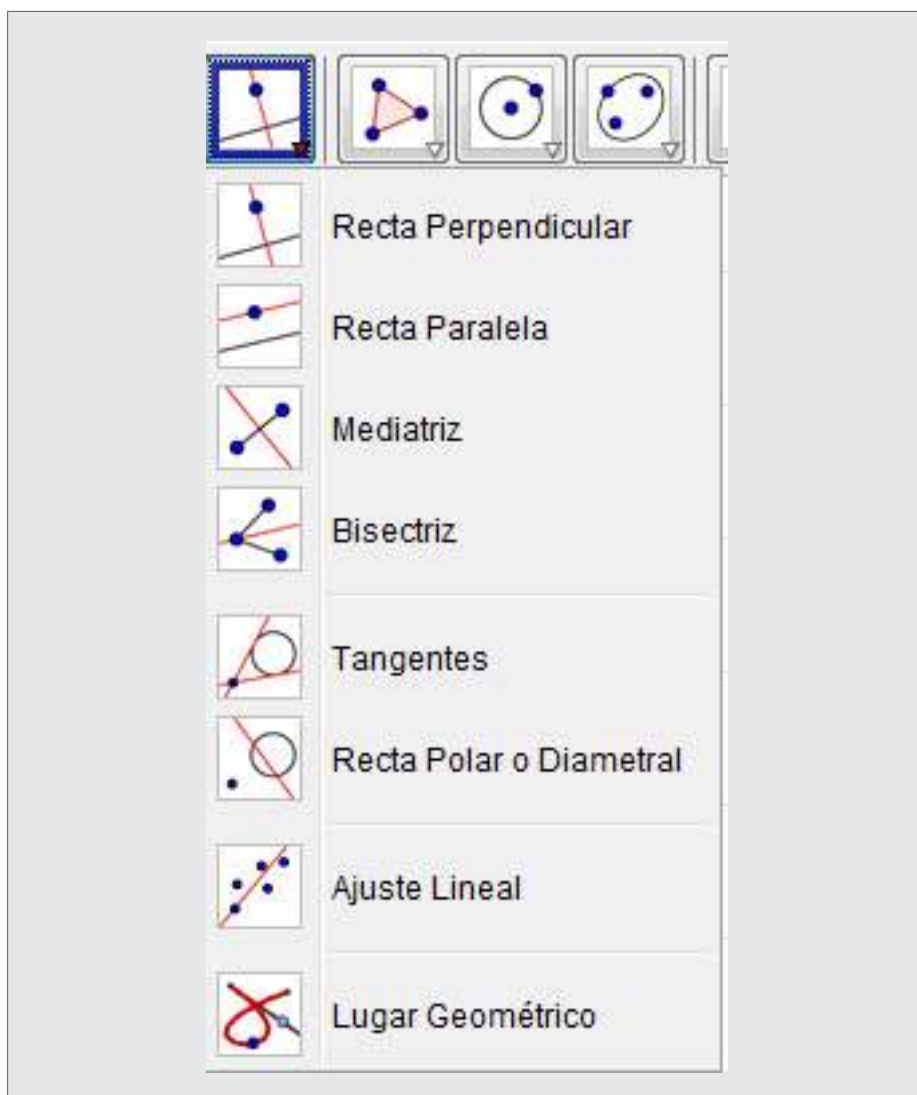 Recta Perpendicular
Recta Paralela
Mediatriz
Bisectriz
Tangentes
Recta Polar o Diametral
Ajuste Lineal
Lugar Geométrico